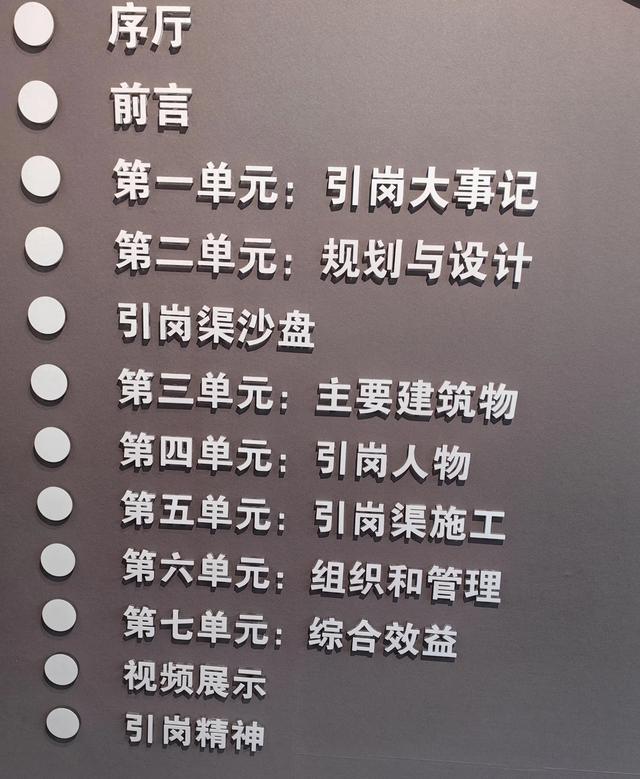 序厅
前言
第一单元：引岗大事记
第二单元：规划与设计
引岗渠沙盘
第三单元：主要建筑物
第四单元：引岗人物
第五单元：引岗渠施工
第六单元：组织和管理
第七单元：综合效益
视频展示
引岗精神